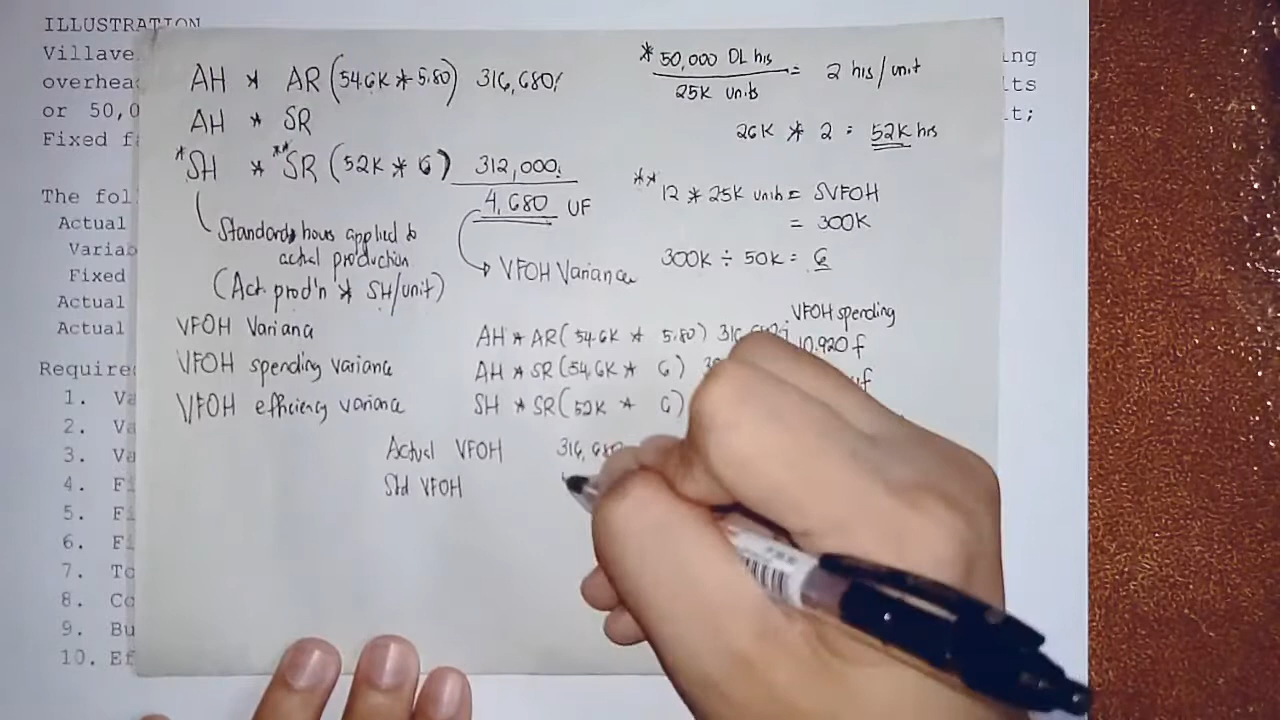 ILLUSTRATION
Villave
overhea
or 50,0
Fixed f
The fol
Actual
Variab
Fixed
Actual
Actual
Require
1. Va
2. Va
3. Va
4. F
5. F
6. F
7. To
8. Co
9. Bu
10. Ef
ing
its
t;
AH * AR (54.6K * 5.80) 316,680
AH * SR
*SH * **SR (52K * 6) 312,000
4,680 UF
Standard hours applied to
actual production
(Act. prod'n * SH/unit)
VFOH Variance
* 50,000 DL hrs = 2 hrs/unit
25K units
26K * 2 = 52K hrs
** 12 * 25K units = SVFOH
= 300K
300K ÷ 50K = 6
VFOH Variance
VFOH spending variance
VFOH efficiency variance
AH * AR (54.6K * 5.80)
AH * SR (54.6K * 6)
SH * SR (52K * 6)
VFOH spending
10,920 f
uf
Actual VFOH 316,680
Std VFOH